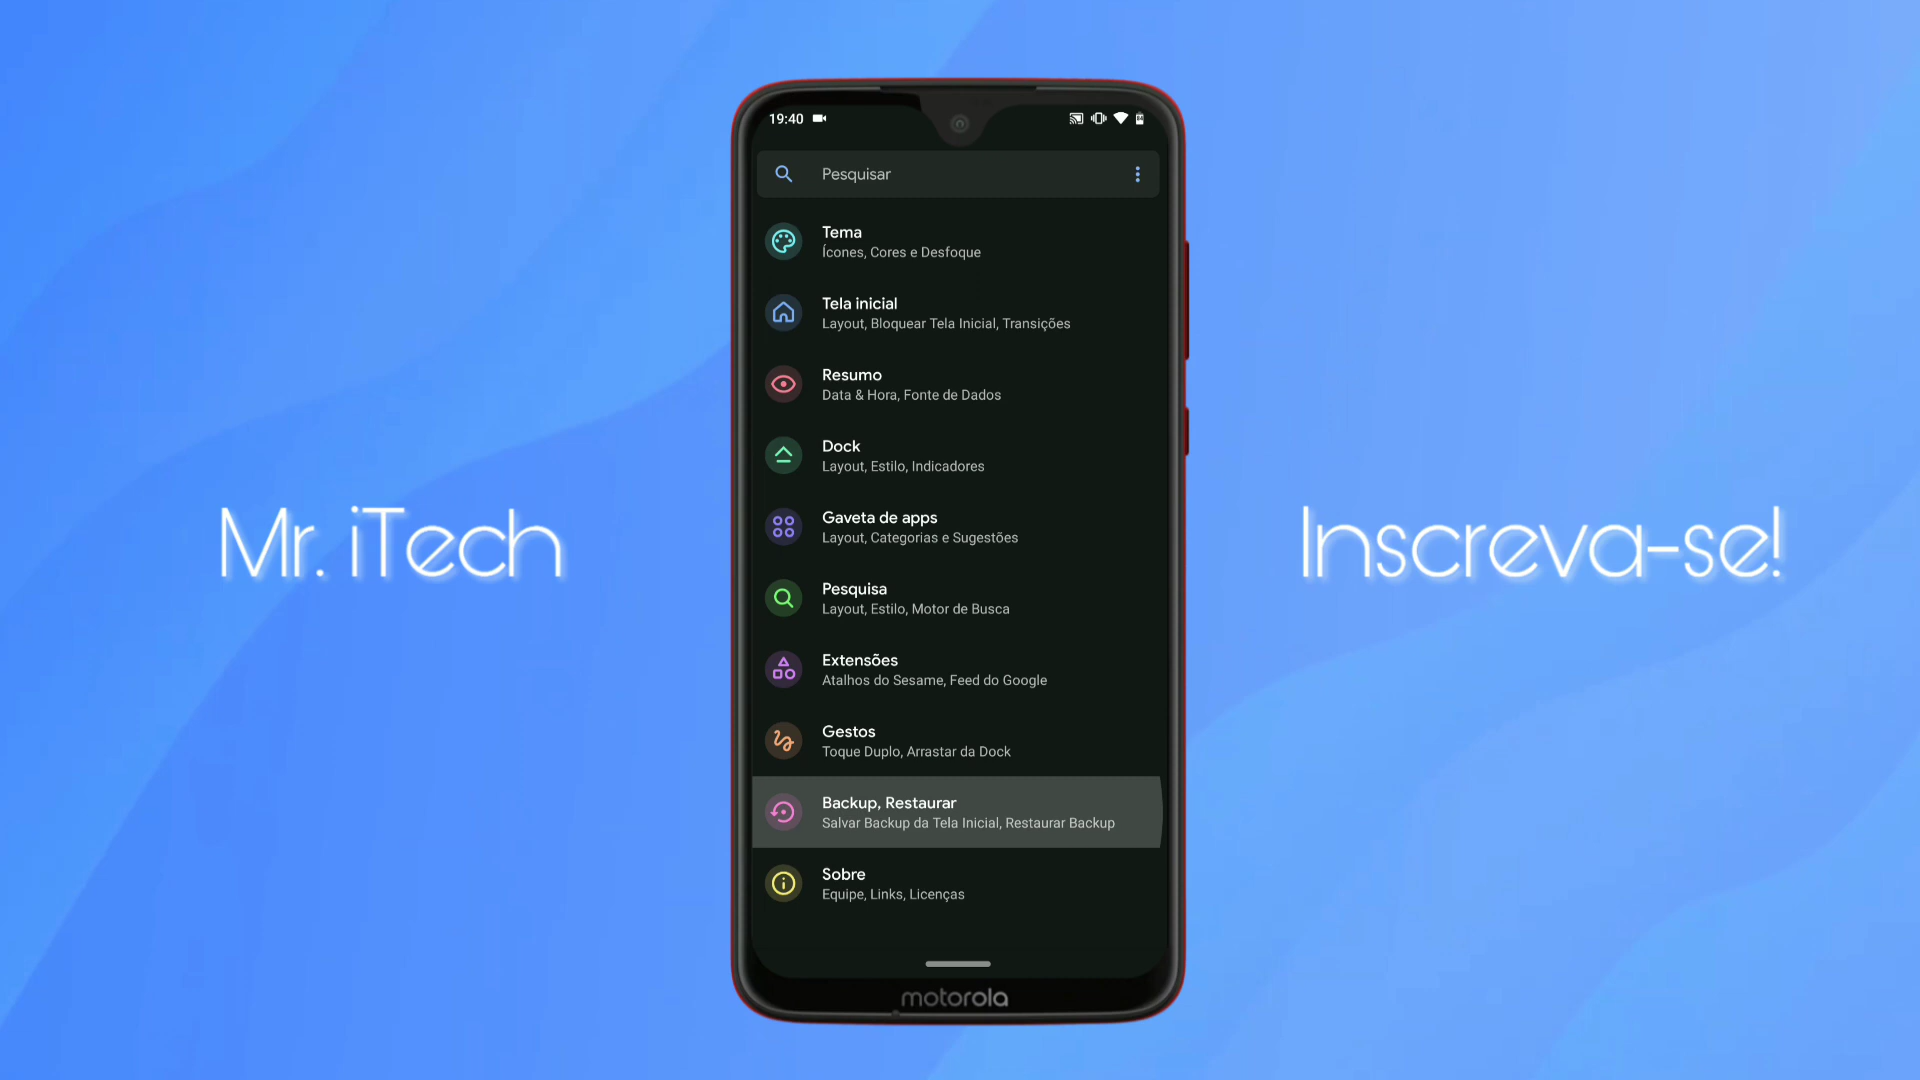 19:40
Pesquisar
Tema
Ícones, Cores e Desfoque
Tela inicial
Layout, Bloquear Tela Inicial, Transições
Resumo
Data & Hora, Fonte de Dados
Dock
Layout, Estilo, Indicadores
Gaveta de apps
Layout, Categorias e Sugestões
Mr. iTech
Inscreva-se!
Pesquisa
Layout, Estilo, Motor de Busca
Extensões
Atalhos do Sesame, Feed do Google
Gestos
Toque Duplo, Arrastar da Dock
Backup, Restaurar
Salvar Backup da Tela Inicial, Restaurar Backup
Sobre
Equipe, Links, Licenças
motorola